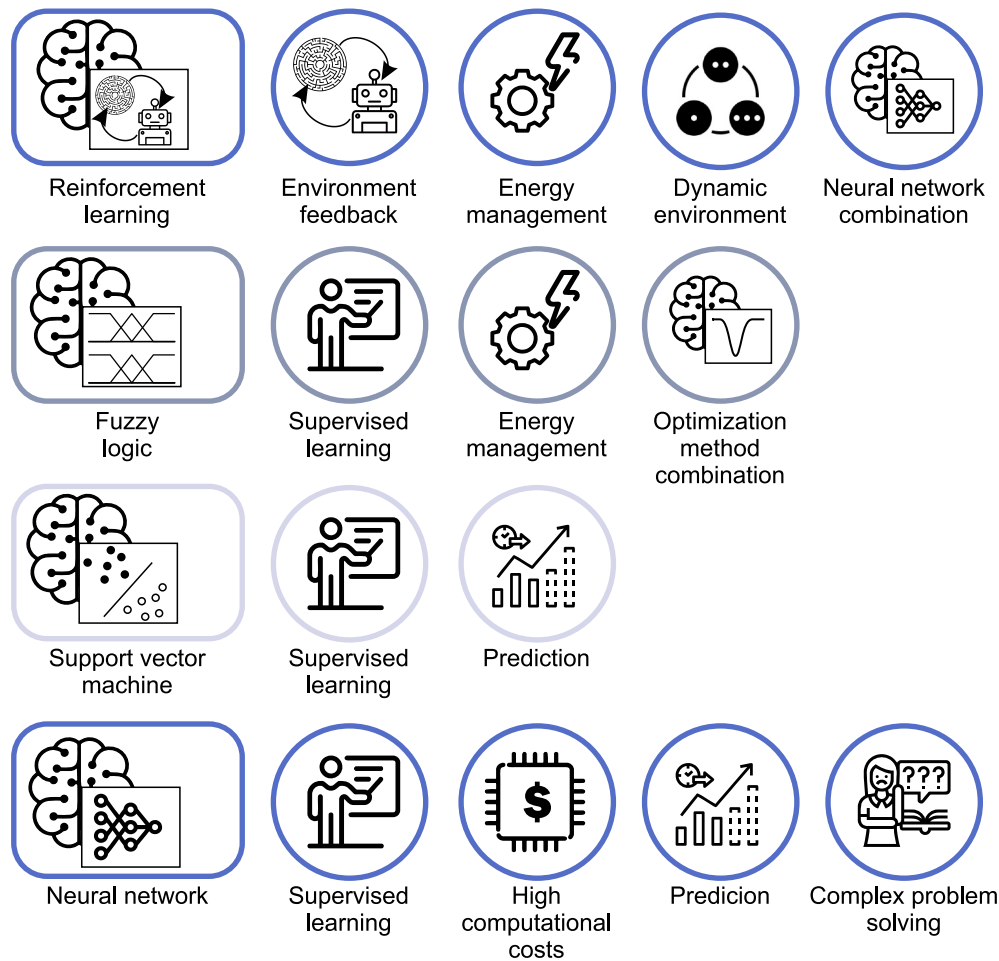 Reinforcement
learning
Environment
feedback
Energy
management
Dynamic
environment
Neural network
combination
Fuzzy
logic
Supervised
learning
Energy
management
Optimization
method
combination
Support vector
machine
Supervised
learning
Prediction
$
???
Neural network
Supervised
learning
High
computational
costs
Predicion
Complex problem
solving